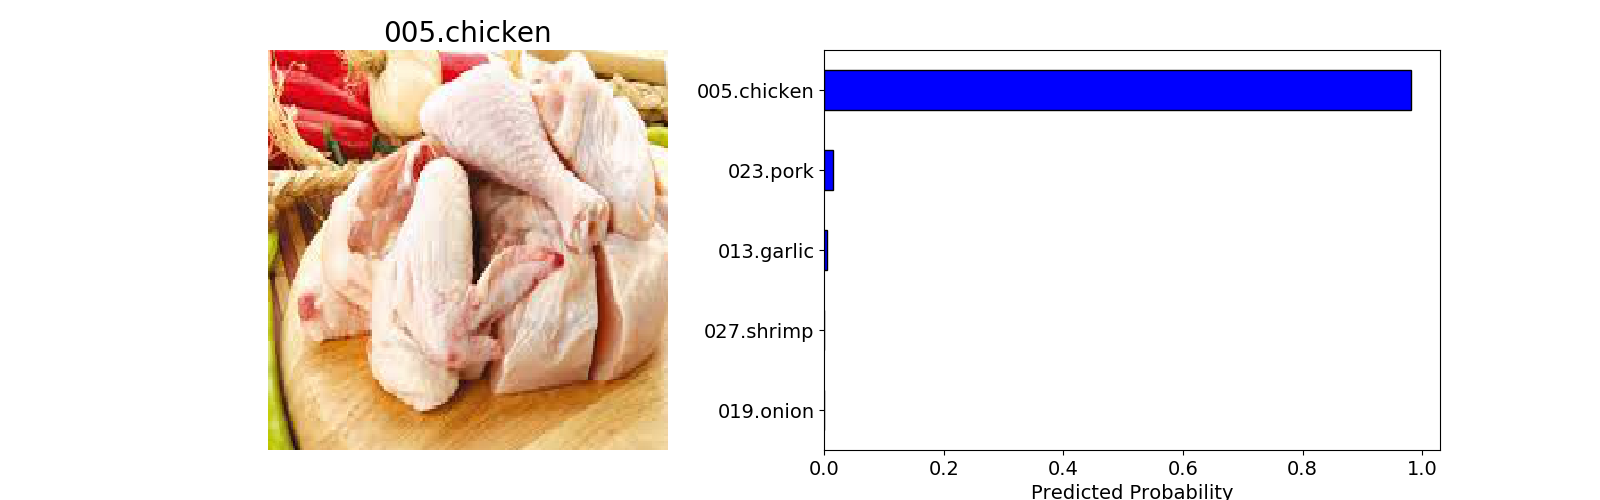 005.chicken
005.chicken
023.pork
013.garlic
027.shrimp
019.onion
0.0 0.2 0.4 0.6 0.8 1.0
Predicted Probability